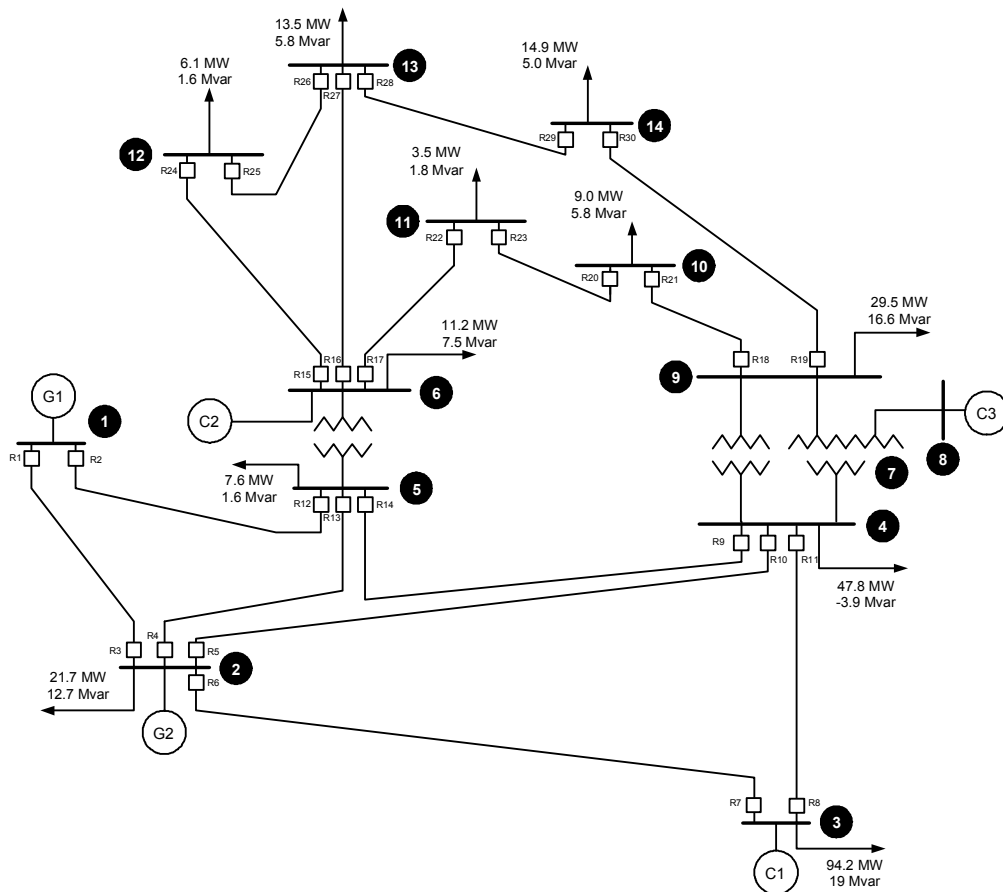 13.5 MW
5.8 Mvar
14.9 MW
5.0 Mvar
6.1 MW
1.6 Mvar
13
R26
R27
R28
14
R29
R30
12
R24
R25
3.5 MW
1.8 Mvar
9.0 MW
5.8 Mvar
11
R22
R23
10
R20
R21
29.5 MW
16.6 Mvar
11.2 MW
7.5 Mvar
R15
R16
R17
R18
R19
9
6
G1
C2
C3
1
8
R1
R2
7.6 MW
1.6 Mvar
5
7
R12
R13
R14
4
R9
R10
R11
47.8 MW
-3.9 Mvar
R3
R4
R5
2
R6
21.7 MW
12.7 Mvar
G2
R7
R8
3
C1
94.2 MW
19 Mvar